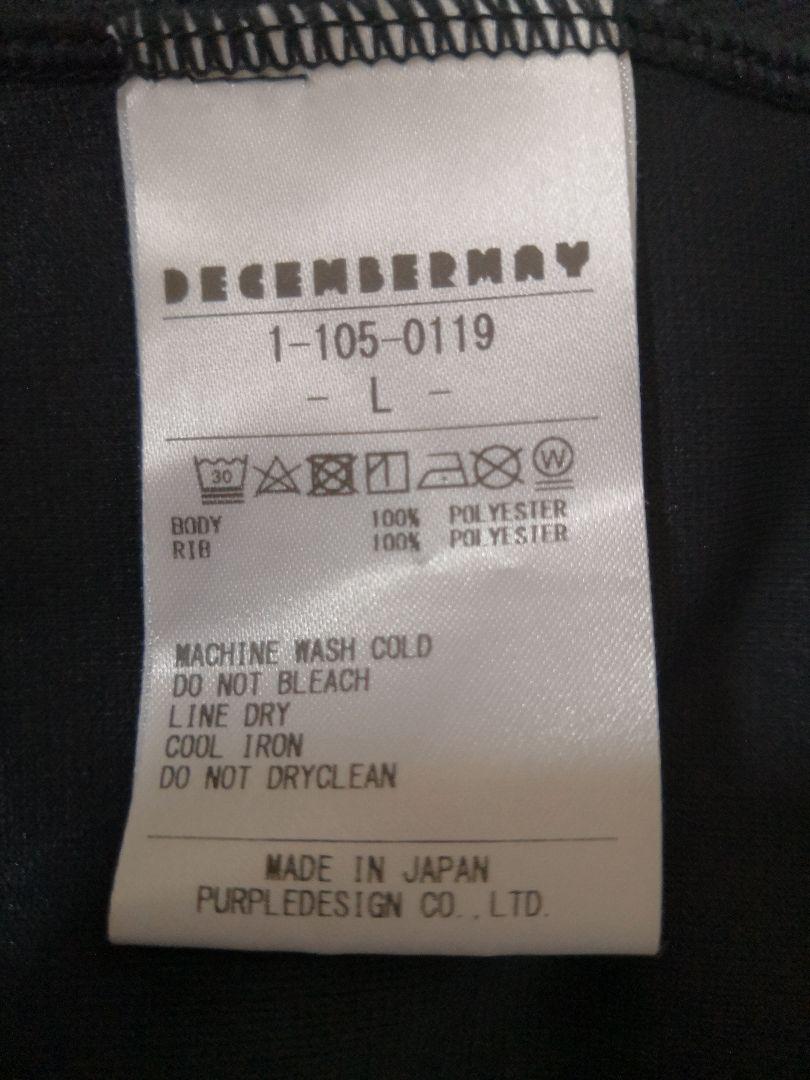 DECEMBERMAY
1-105-0119
- L -
30 W
BODY 100% POLYESTER
RIB 100% POLYESTER
MACHINE WASH COLD
DO NOT BLEACH
LINE DRY
COOL IRON
DO NOT DRYCLEAN
MADE IN JAPAN
PURPLEDESIGN CO.,LTD.